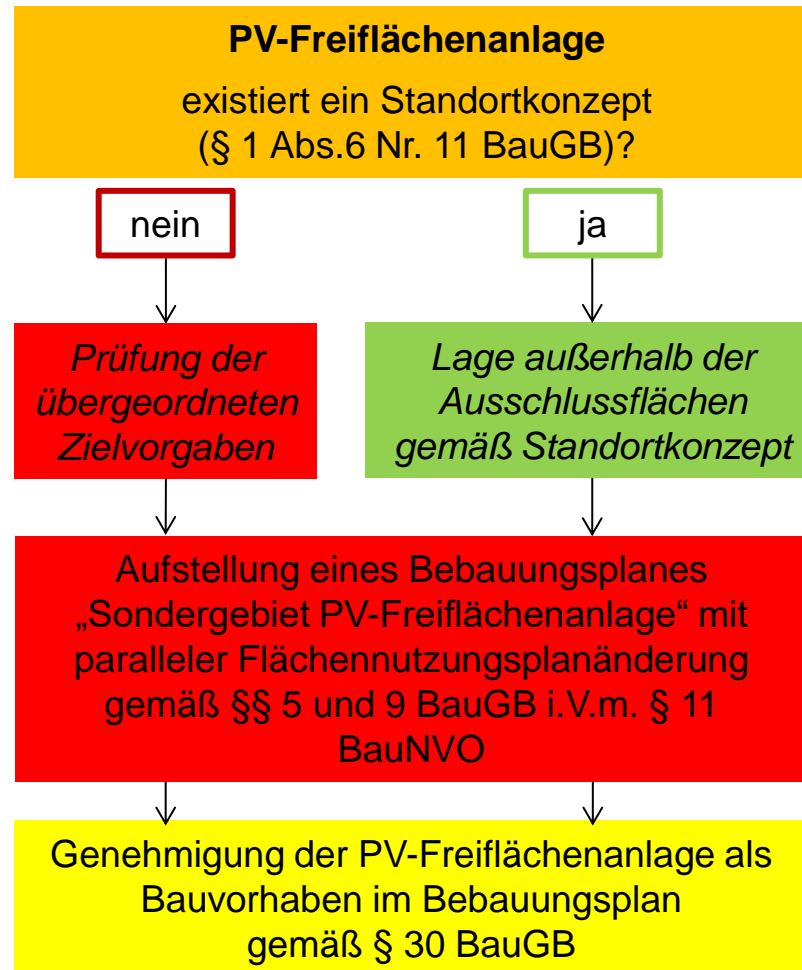 PV-Freiflächenanlage
existiert ein Standortkonzept
(§ 1 Abs.6 Nr. 11 BauGB)?
nein
ja
Prüfung der
übergeordneten
Zielvorgaben
Lage außerhalb der
Ausschlussflächen
gemäß Standortkonzept
Aufstellung eines Bebauungsplanes
„Sondergebiet PV-Freiflächenanlage“ mit
paralleler Flächennutzungsplanänderung
gemäß §§ 5 und 9 BauGB i.V.m. § 11
BauNVO
Genehmigung der PV-Freiflächenanlage als
Bauvorhaben im Bebauungsplan
gemäß § 30 BauGB